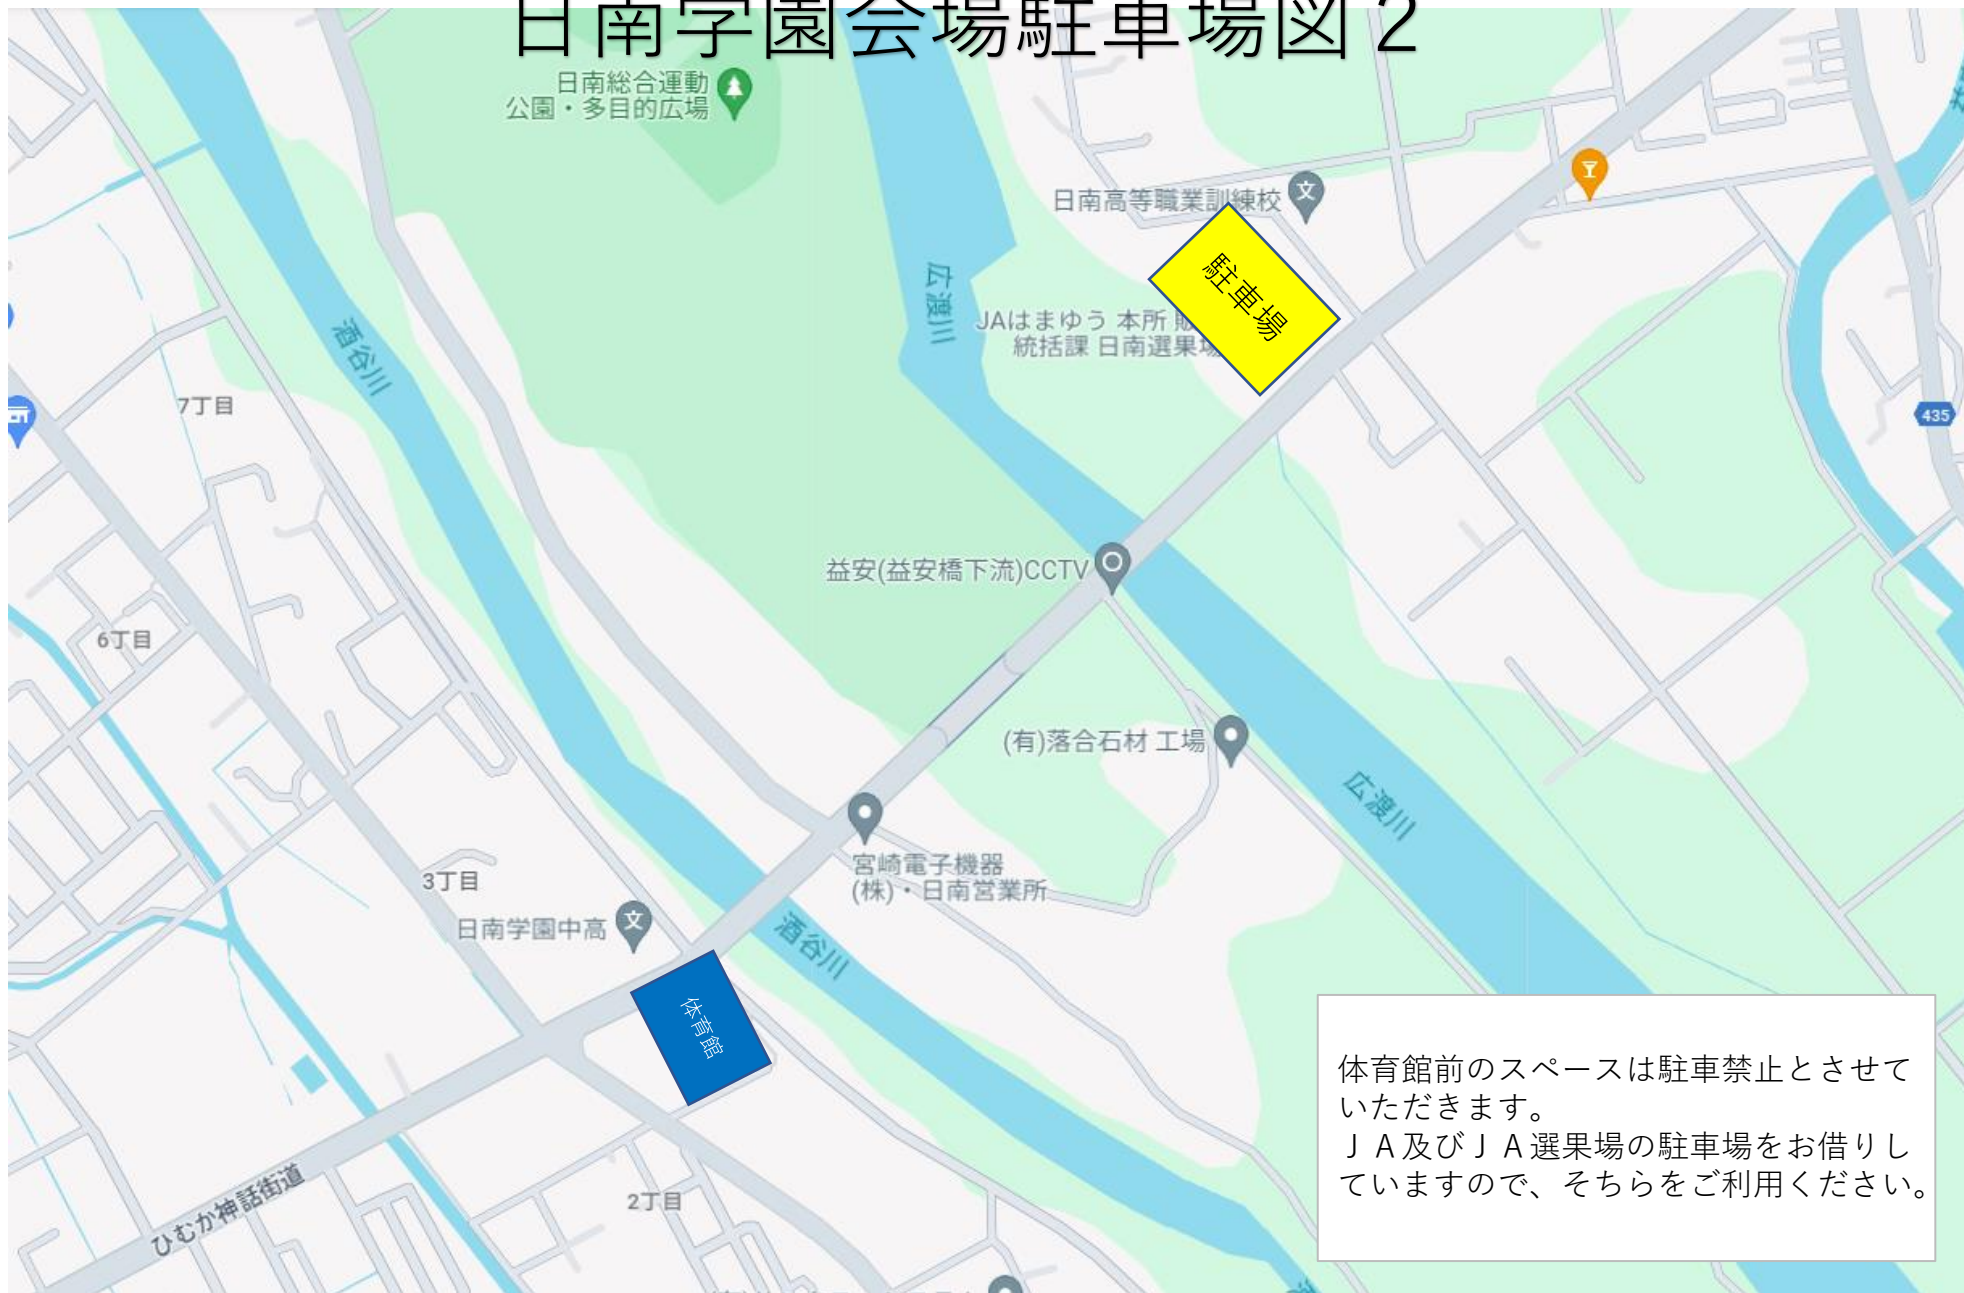 日南学園会場駐車場図２
日南総合運動
公園・多目的広場
日南高等職業訓練校
駐車場
広渡川
JAはまゆう 本所 販
統括課 日南選果場
酒谷川
7丁目
435
益安(益安橋下流)CCTV
6丁目
(有)落合石材 工場
広渡川
宮崎電子機器
(株)・日南営業所
3丁目
日南学園中高
酒谷川
体育館
体育館前のスペースは駐車禁止とさせて
いただきます。
ＪＡ及びＪＡ選果場の駐車場をお借りし
ていますので、そちらをご利用ください。
ひむか神話街道
2丁目